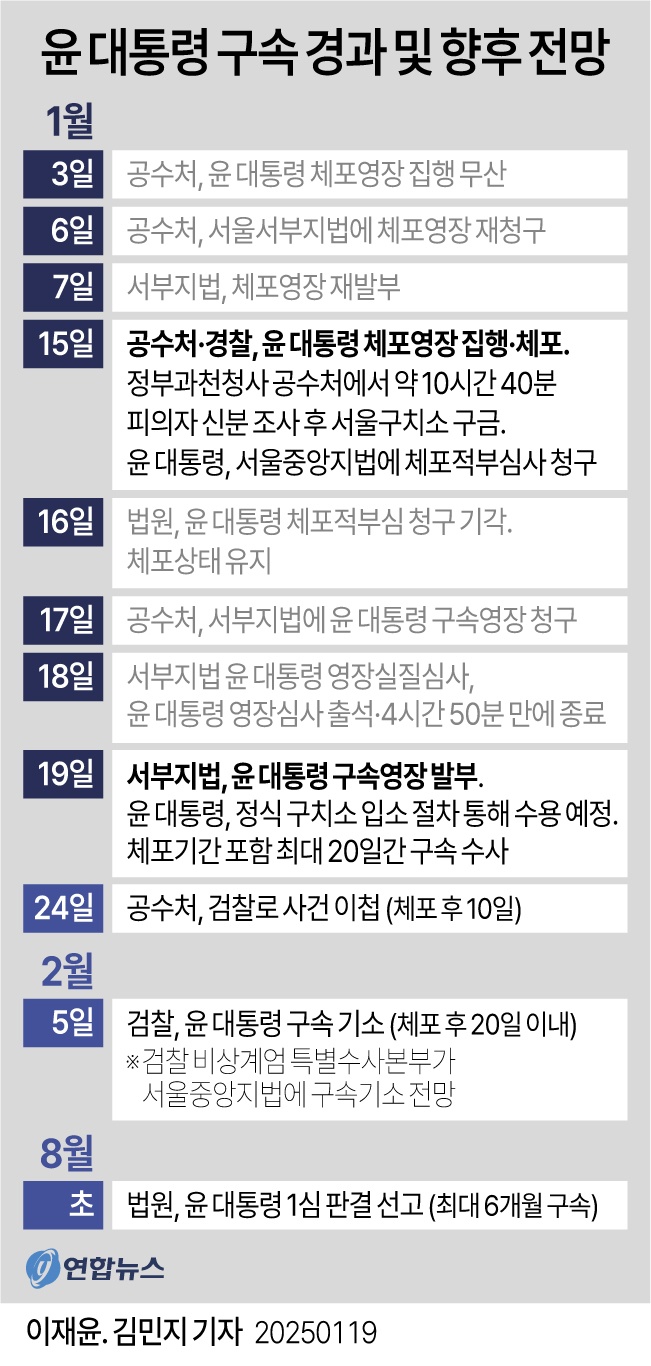 윤 대통령 구속 경과 및 향후 전망
1월
3일 공수처, 윤 대통령 체포영장 집행 무산
6일 공수처, 서울서부지법에 체포영장 재청구
7일 서부지법, 체포영장 재발부
15일 공수처·경찰, 윤 대통령 체포영장 집행·체포.
정부과천청사 공수처에서 약 10시간 40분
피의자 신분 조사 후 서울구치소 구금.
윤 대통령, 서울중앙지법에 체포적부심사 청구
16일 법원, 윤 대통령 체포적부심 청구 기각.
체포상태 유지
17일 공수처, 서부지법에 윤 대통령 구속영장 청구
18일 서부지법 윤 대통령 영장실질심사,
윤 대통령 영장심사 출석·4시간 50분 만에 종료
19일 서부지법, 윤 대통령 구속영장 발부.
윤 대통령, 정식 구치소 입소 절차 통해 수용 예정.
체포기간 포함 최대 20일간 구속 수사
24일 공수처, 검찰로 사건 이첩 (체포 후 10일)
2월
5일 검찰, 윤 대통령 구속 기소 (체포 후 20일 이내)
※검찰 비상계엄 특별수사본부가
서울중앙지법에 구속기소 전망
8월
초 법원, 윤 대통령 1심 판결 선고 (최대 6개월 구속)
연합뉴스
이재윤. 김민지 기자 20250119